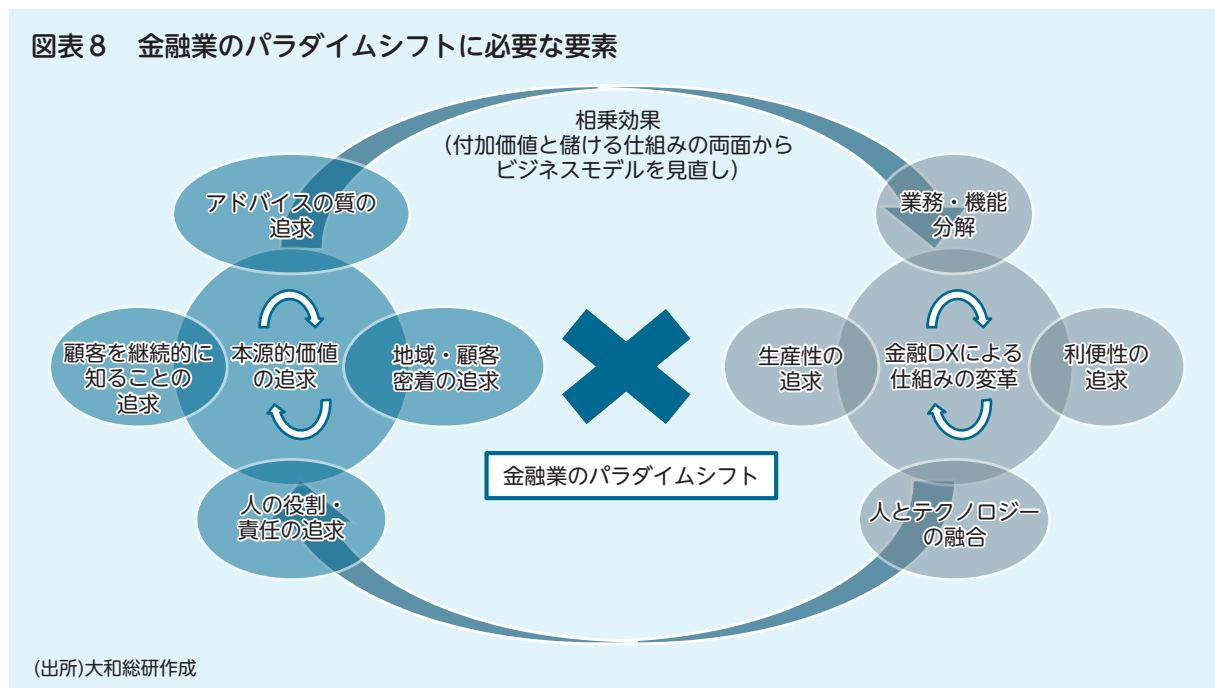 図表8 金融業のパラダイムシフトに必要な要素
相乗効果
(付加価値と儲ける仕組みの両面から
ビジネスモデルを見直し)
アドバイスの質の
追求
顧客を継続的に
知ることの
追求
本源的価値
の追求
地域・顧客
密着の追求
人の役割・
責任の追求
金融業のパラダイムシフト
業務・機能
分解
生産性の
追求
金融DXによる
仕組みの変革
利便性の
追求
人とテクノロジー
の融合
(出所)大和総研作成